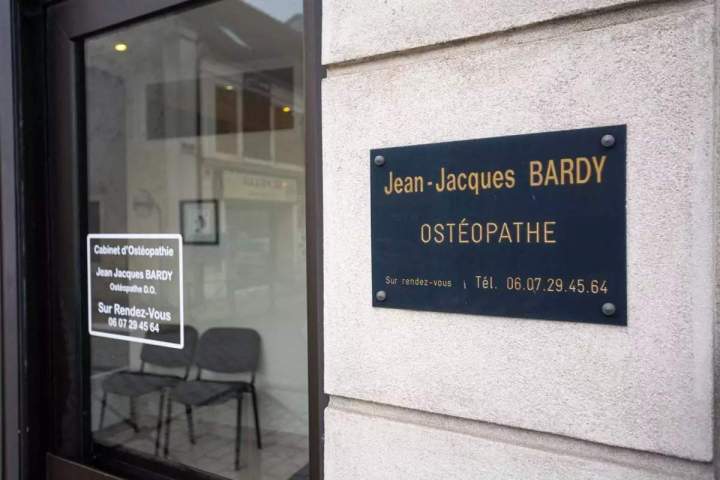 Cabinet d'Ostéopathie
Jean Jacques BARDY
Ostéopathe D.O.
Sur Rendez-Vous
06 07 29 45 64
Jean-Jacques BARDY
OSTÉOPATHE
Sur rendez-vous Tél. 06.07.29.45.64